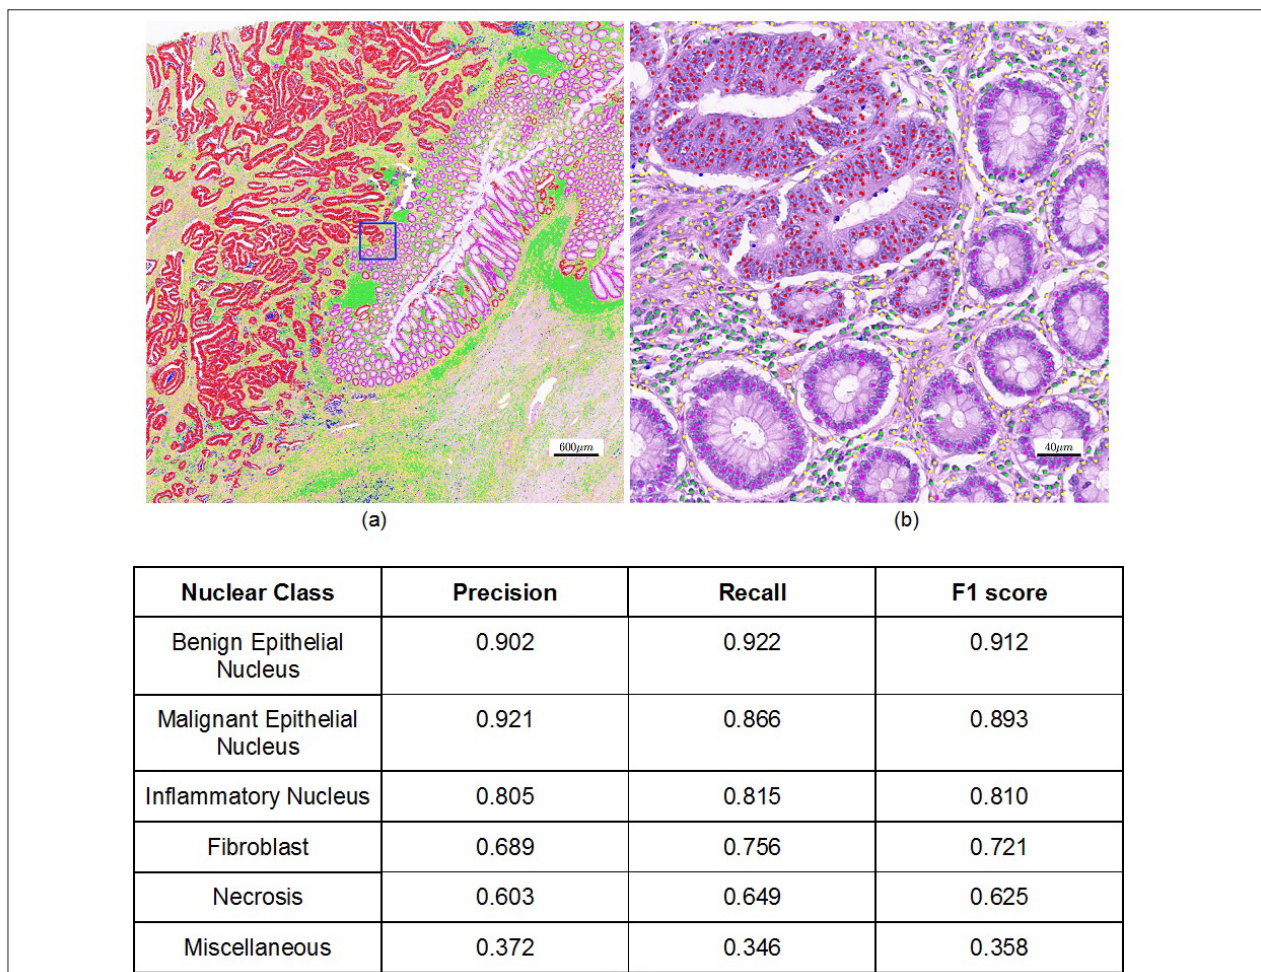 600μm
40μm
(a)
(b)
Nuclear Class Precision Recall F1 score
Benign Epithelial
Nucleus 0.902 0.922 0.912
Malignant Epithelial
Nucleus 0.921 0.866 0.893
Inflammatory Nucleus 0.805 0.815 0.810
Fibroblast 0.689 0.756 0.721
Necrosis 0.603 0.649 0.625
Miscellaneous 0.372 0.346 0.358